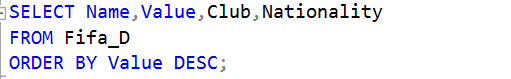 SELECT Name,Value,Club,Nationality
FROM Fifa_D
ORDER BY Value DESC;